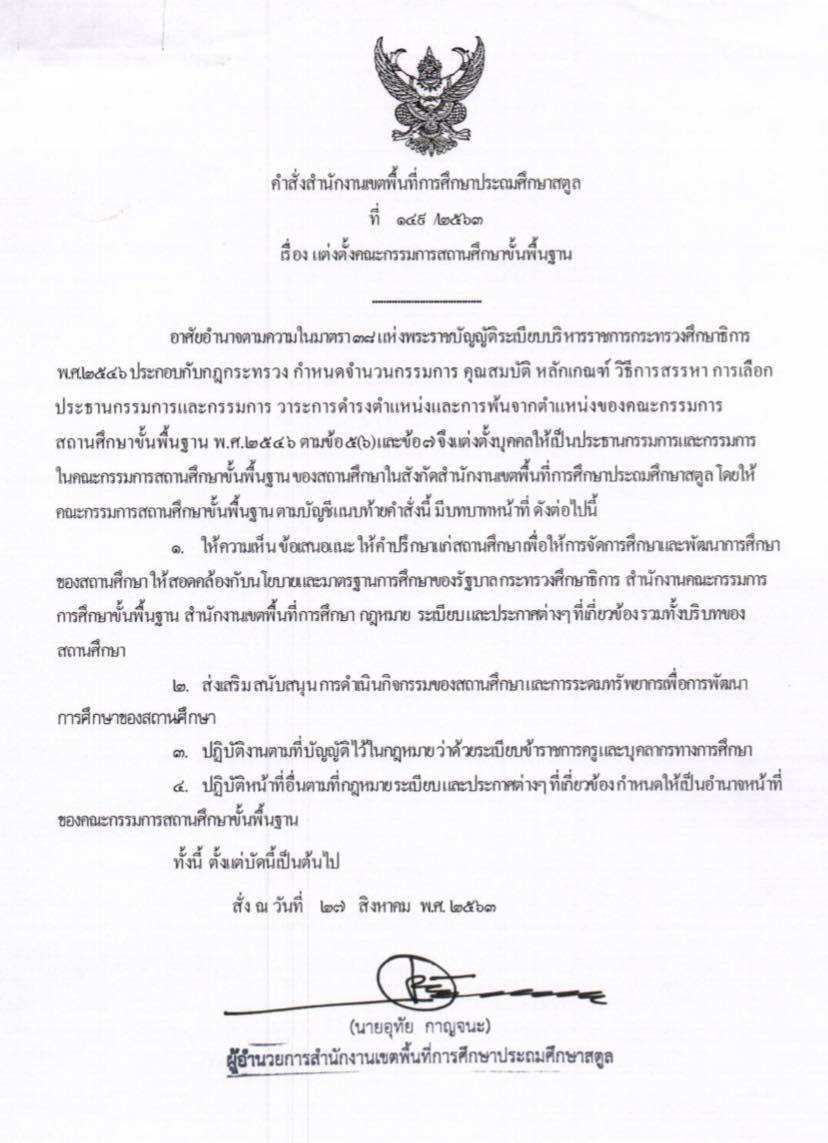 คำสั่งสำนักงานเขตพื้นที่การศึกษาประถมศึกษาสตูล
ที่ ๑๔๙ /๒๕๖๓
เรื่อง แต่งตั้งคณะกรรมการสถานศึกษาขั้นพื้นฐาน
อาศัยอำนาจตามความในมาตรา ๓๘ แห่งพระราชบัญญัติระเบียบบริหารราชการกระทรวงศึกษาธิการ
พ.ศ.๒๕๔๖ ประกอบกับกฎกระทรวง กำหนดจำนวนกรรมการ คุณสมบัติ หลักเกณฑ์ วิธีการสรรหา การเลือก
ประธานกรรมการและกรรมการ วาระการดำรงตำแหน่งและการพ้นจากตำแหน่งของคณะกรรมการ
สถานศึกษาขั้นพื้นฐาน พ.ศ.๒๕๔๖ ตามข้อ ๕(๖)และข้อ ๗ จึงแต่งตั้งบุคคลให้เป็นประธานกรรมการและกรรมการ
ในคณะกรรมการสถานศึกษาขั้นพื้นฐาน ของสถานศึกษาในสังกัดสำนักงานเขตพื้นที่การศึกษาประถมศึกษาสตูล โดยให้
คณะกรรมการสถานศึกษาขั้นพื้นฐาน ตามบัญชีแนบท้ายคำสั่งนี้ มีบทบาทหน้าที่ ดังต่อไปนี้
๑. ให้ความเห็น ข้อเสนอแนะ ให้คำปรึกษาแก่สถานศึกษาเพื่อให้การจัดการศึกษาและพัฒนาการศึกษา
ของสถานศึกษา ให้สอดคล้องกับนโยบายและมาตรฐานการศึกษาของรัฐบาล กระทรวงศึกษาธิการ สำนักงานคณะกรรมการ
การศึกษาขั้นพื้นฐาน สำนักงานเขตพื้นที่การศึกษา กฎหมาย ระเบียบ และประกาศต่างๆ ที่เกี่ยวข้อง รวมทั้งบริบทของ
สถานศึกษา
๒. ส่งเสริม สนับสนุน การดำเนินกิจกรรมของสถานศึกษา และการระดมทรัพยากรเพื่อการพัฒนา
การศึกษาของสถานศึกษา
๓. ปฏิบัติงานตามที่บัญญัติไว้ในกฎหมาย ว่าด้วยระเบียบข้าราชการครูและบุคลากรทางการศึกษา
๔. ปฏิบัติหน้าที่อื่นตามที่กฎหมาย ระเบียบ และประกาศต่างๆ ที่เกี่ยวข้อง กำหนดให้เป็นอำนาจหน้าที่
ของคณะกรรมการสถานศึกษาขั้นพื้นฐาน
ทั้งนี้ ตั้งแต่บัดนี้เป็นต้นไป
สั่ง ณ วันที่ ๒๗ สิงหาคม พ.ศ. ๒๕๖๓
(นายอุทัย กาญจนะ)
ผู้อำนวยการสำนักงานเขตพื้นที่การศึกษาประถมศึกษาสตูล